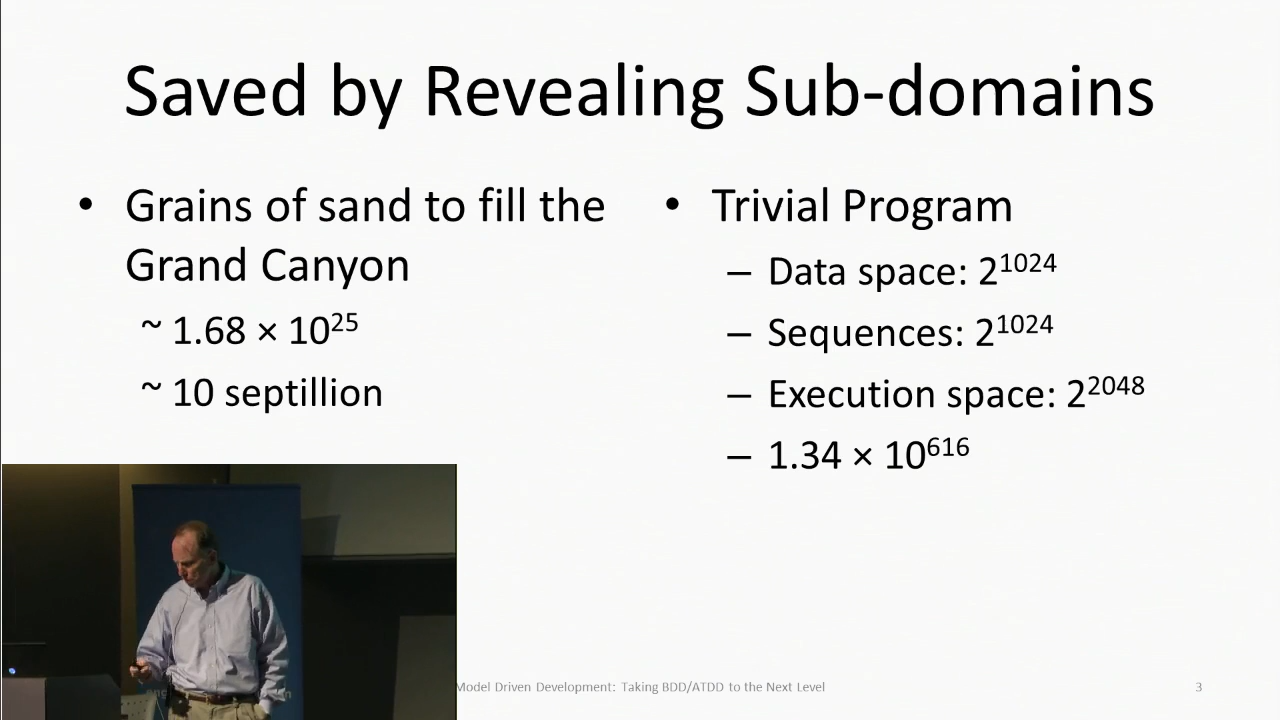 Saved by Revealing Sub-domains
• Grains of sand to fill the
Grand Canyon
~ 1.68 × 10²⁵
~ 10 septillion
• Trivial Program
– Data space: 2¹⁰²⁴
– Sequences: 2¹⁰²⁴
– Execution space: 2²⁰⁴⁸
– 1.34 × 10⁶¹⁶
Model Driven Development: Taking BDD/ATDD to the Next Level
3